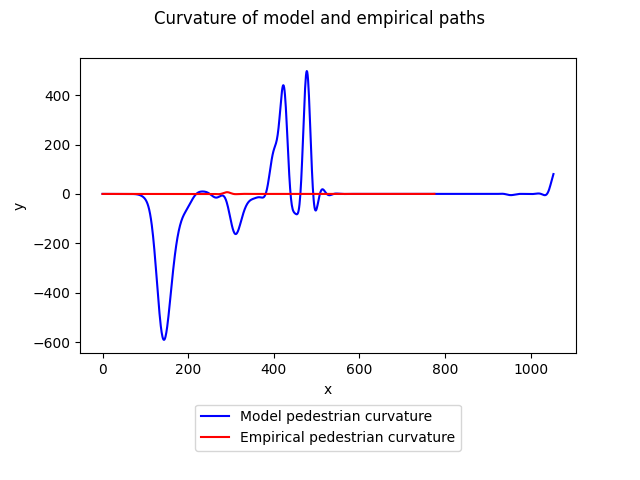 Curvature of model and empirical paths
400
200
0
−200
−400
−600
y
0 200 400 600 800 1000
x
Model pedestrian curvature
Empirical pedestrian curvature